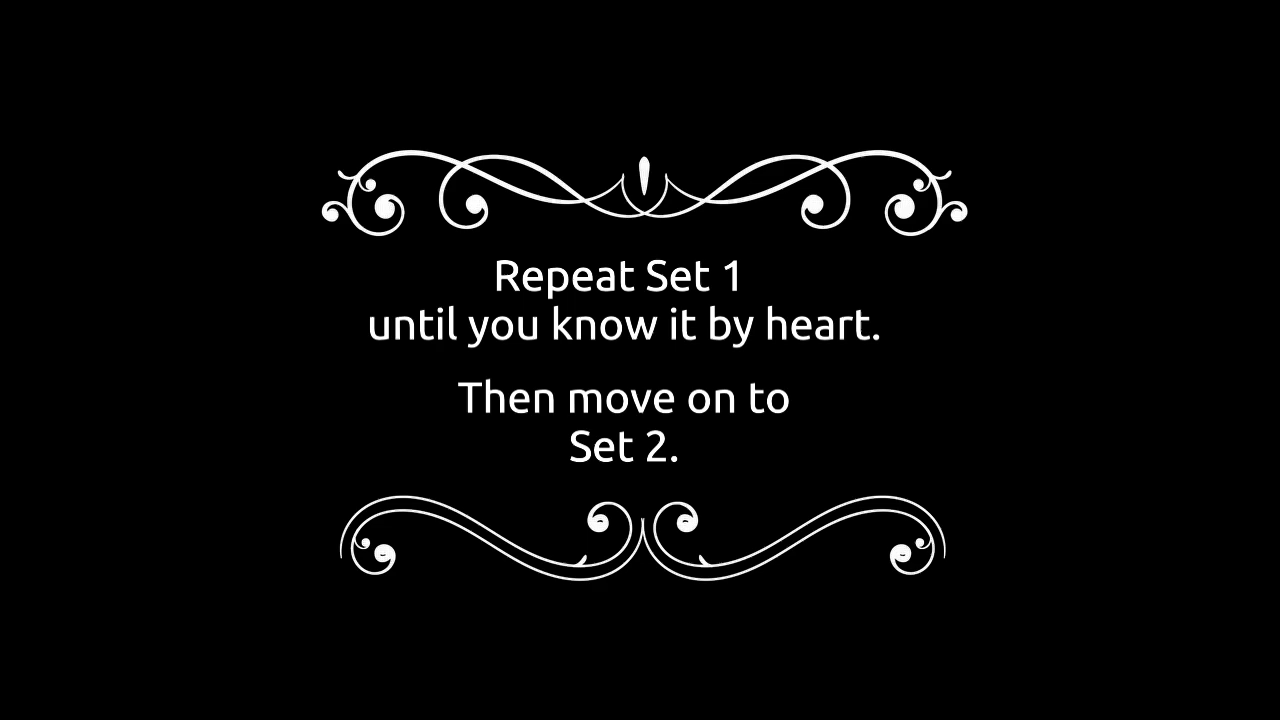 Repeat Set 1
until you know it by heart.
Then move on to
Set 2.